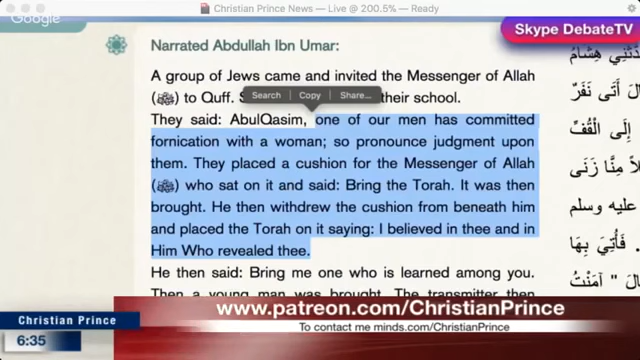 Christian Prince News — Live @ 200.5% — Ready
Google
Skype DebateTV
Narrated Abdullah Ibn Umar:
A group of Jews came and invited the Messenger of Allah
(ﷺ) to Quff. S
Search Copy Share...
their school.
They said: AbulQasim, one of our men has committed
fornication with a woman; so pronounce judgment upon
them. They placed a cushion for the Messenger of Allah
(ﷺ) who sat on it and said: Bring the Torah. It was then
brought. He then withdrew the cushion from beneath him
and placed the Torah on it saying: I believed in thee and in
Him Who revealed thee.
He then said: Bring me one who is learned among you.
Then a young man was brought. The transmitter then
هِشَامُ
أَتَى نَفَرٌ
إِلَى الْقُفِّ
مِنَّا زَنَى
عليه وسلم
فَأُتِيَ بِهَا
" آمَنْتُ
www.patreon.com/ChristianPrince
To contact me minds.com/ChristianPrince
Christian Prince
6:35